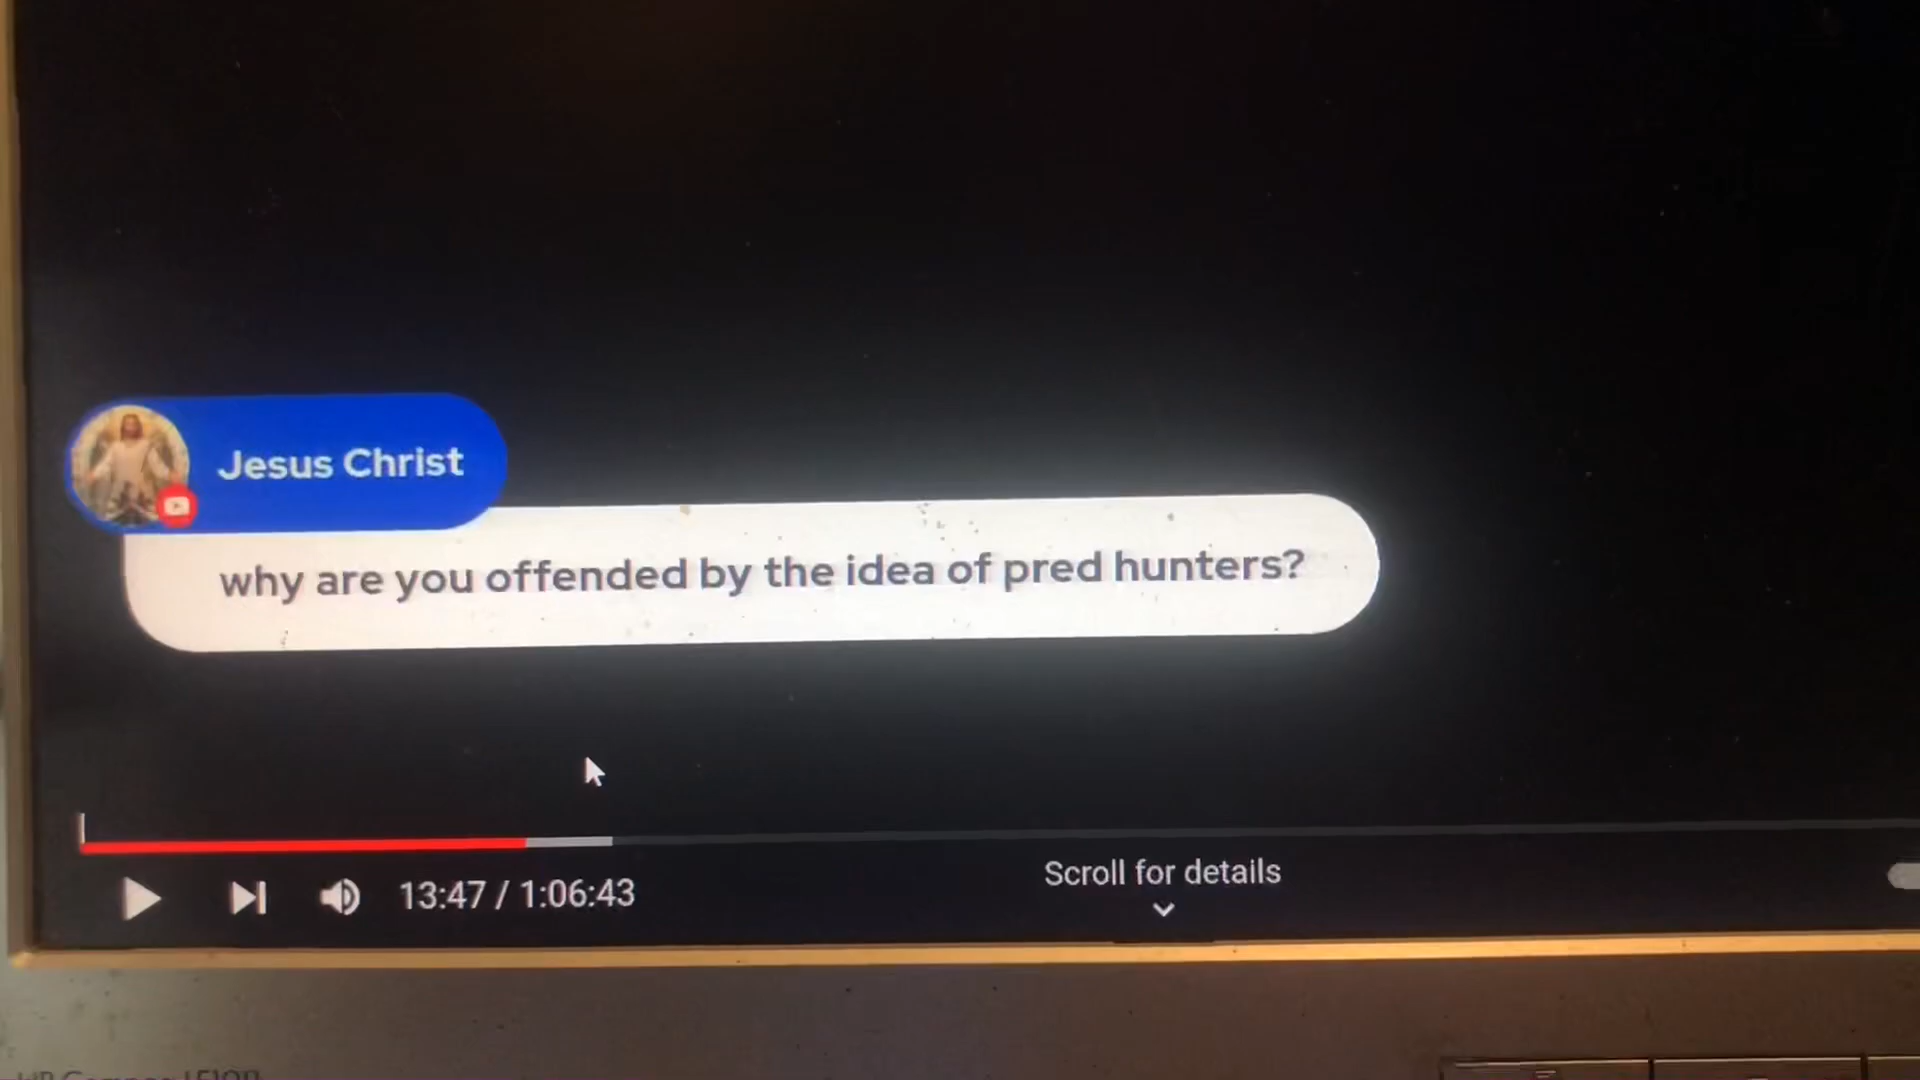 Jesus Christ
why are you offended by the idea of pred hunters?
Scroll for details
13:47 / 1:06:43